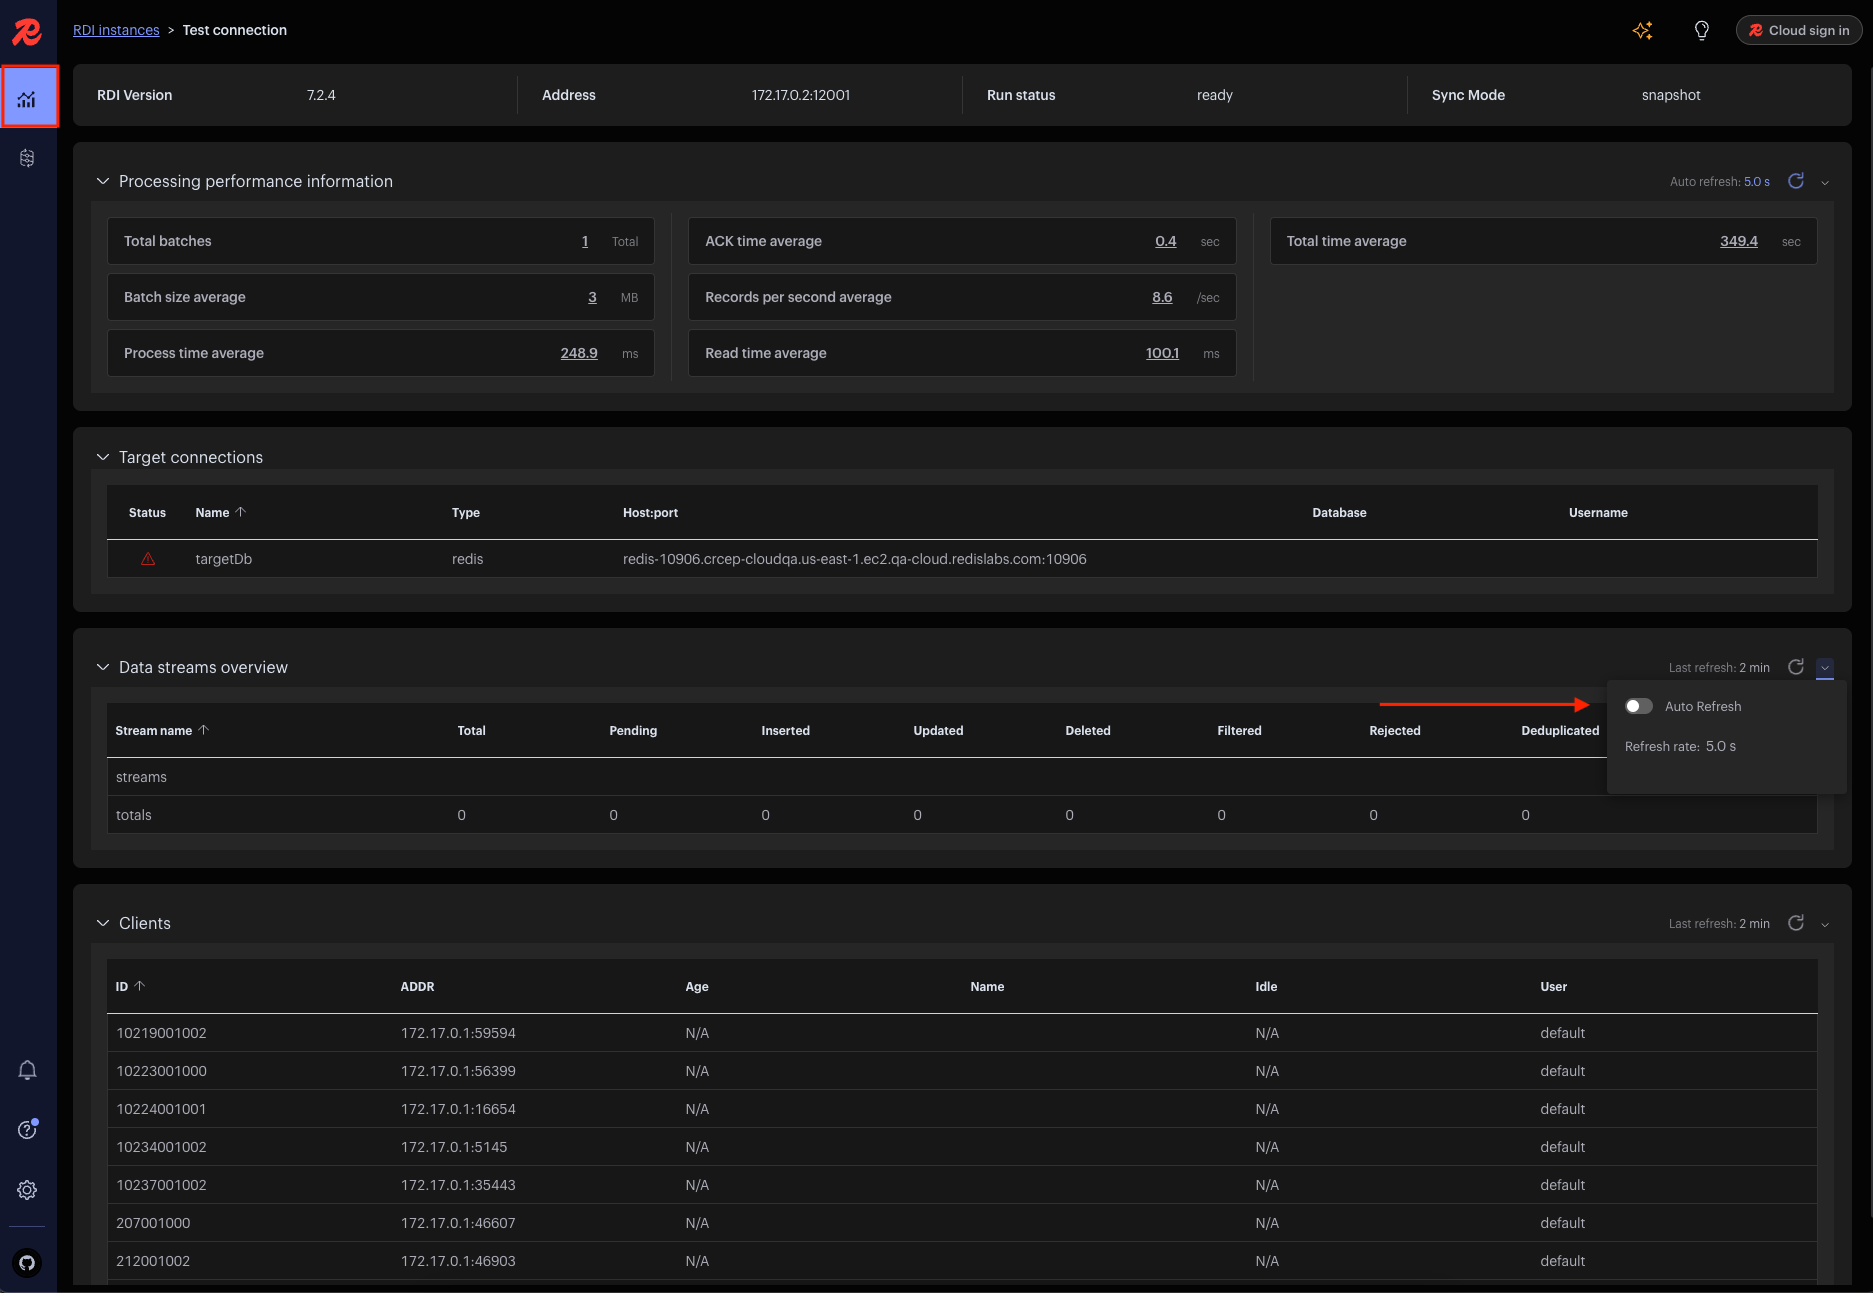 RDI instances > Test connection
Cloud sign in
RDI Version 7.2.4 Address 172.17.0.2:12001 Run status ready Sync Mode snapshot
Processing performance information Auto refresh: 5.0 s
Total batches 1 Total ACK time average 0.4 sec Total time average 349.4 sec
Batch size average 3 MB Records per second average 8.6 /sec
Process time average 248.9 ms Read time average 100.1 ms
Target connections
Status Name Type Host:port Database Username
targetDb redis redis-10906.crcep-cloudqa.us-east-1.ec2.qa-cloud.redislabs.com:10906
Data streams overview Last refresh: 2 min
Auto Refresh
Refresh rate: 5.0 s
Stream name Total Pending Inserted Updated Deleted Filtered Rejected Deduplicated
streams
totals 0 0 0 0 0 0 0 0
Clients Last refresh: 2 min
ID ADDR Age Name Idle User
10219001002 172.17.0.1:59594 N/A N/A default
10223001000 172.17.0.1:56399 N/A N/A default
10224001001 172.17.0.1:16654 N/A N/A default
10234001002 172.17.0.1:5145 N/A N/A default
10237001002 172.17.0.1:35443 N/A N/A default
207001000 172.17.0.1:46607 N/A N/A default
212001002 172.17.0.1:46903 N/A N/A default